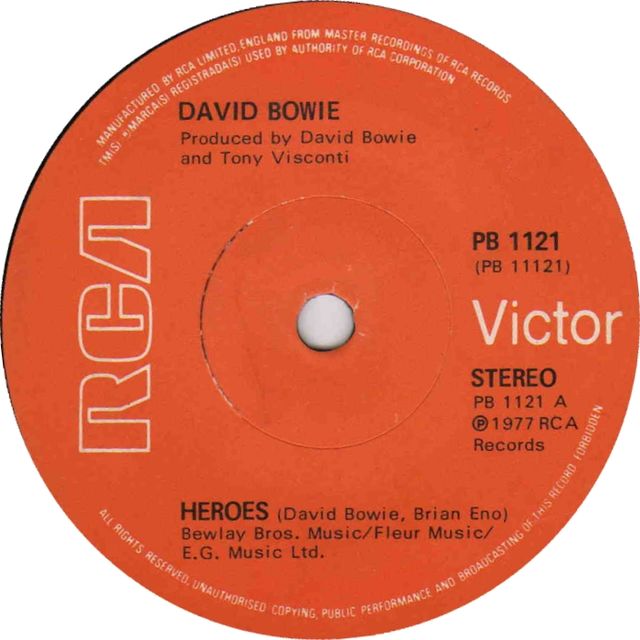 MANUFACTURED BY RCA LIMITED, ENGLAND FROM MASTER RECORDINGS OF RCA RECORDS
TM(S) ® MARCA(S) REGISTRADA(S) USED BY AUTHORITY OF RCA CORPORATION
DAVID BOWIE
Produced by David Bowie
and Tony Visconti
RCA
PB 1121
(PB 11121)
Victor
STEREO
PB 1121 A
℗ 1977 RCA
Records
HEROES (David Bowie, Brian Eno)
Bewlay Bros. Music/Fleur Music/
E.G. Music Ltd.
ALL RIGHTS RESERVED, UNAUTHORISED COPYING, PUBLIC PERFORMANCE AND BROADCASTING OF THIS RECORD FORBIDDEN